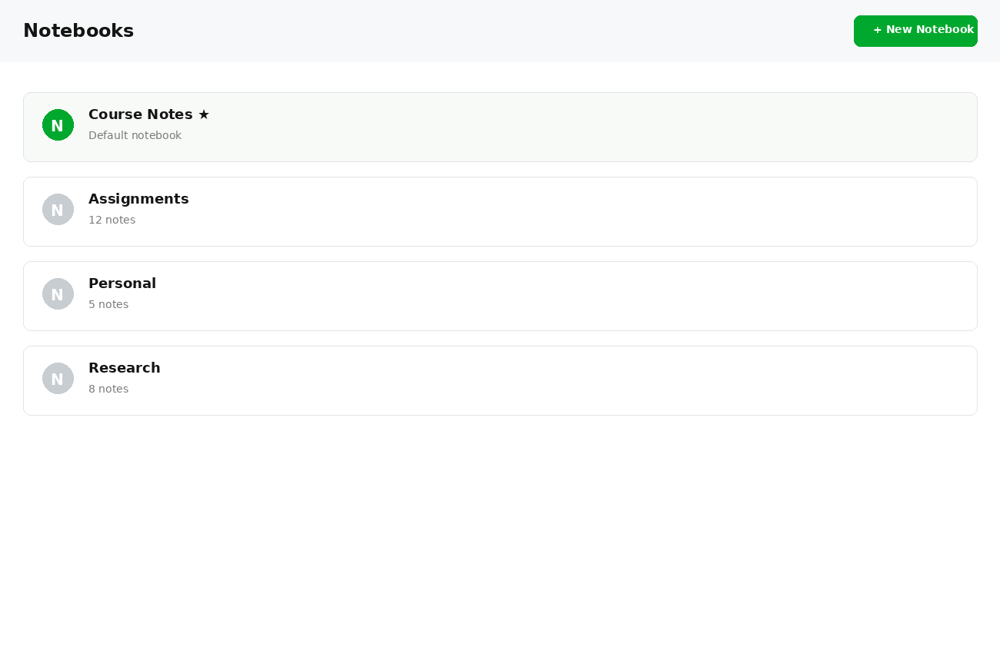 Notebooks
+ New Notebook
N
Course Notes ★
Default notebook
N
Assignments
12 notes
N
Personal
5 notes
N
Research
8 notes